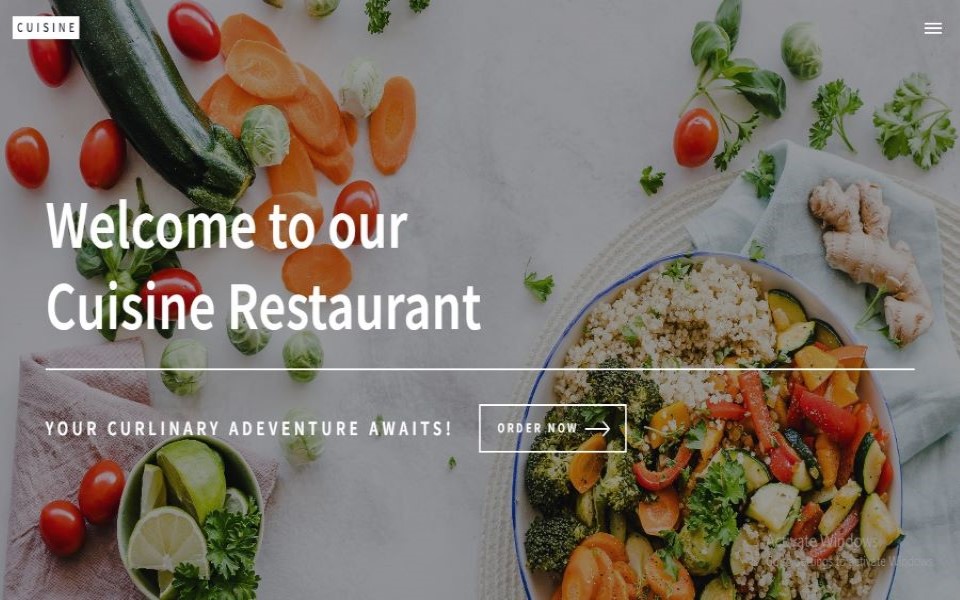 CUISINE
Welcome to our
Cuisine Restaurant
YOUR CURLINARY ADEVENTURE AWAITS!
ORDER NOW
Activate Windows
Go to Settings to activate Windows.